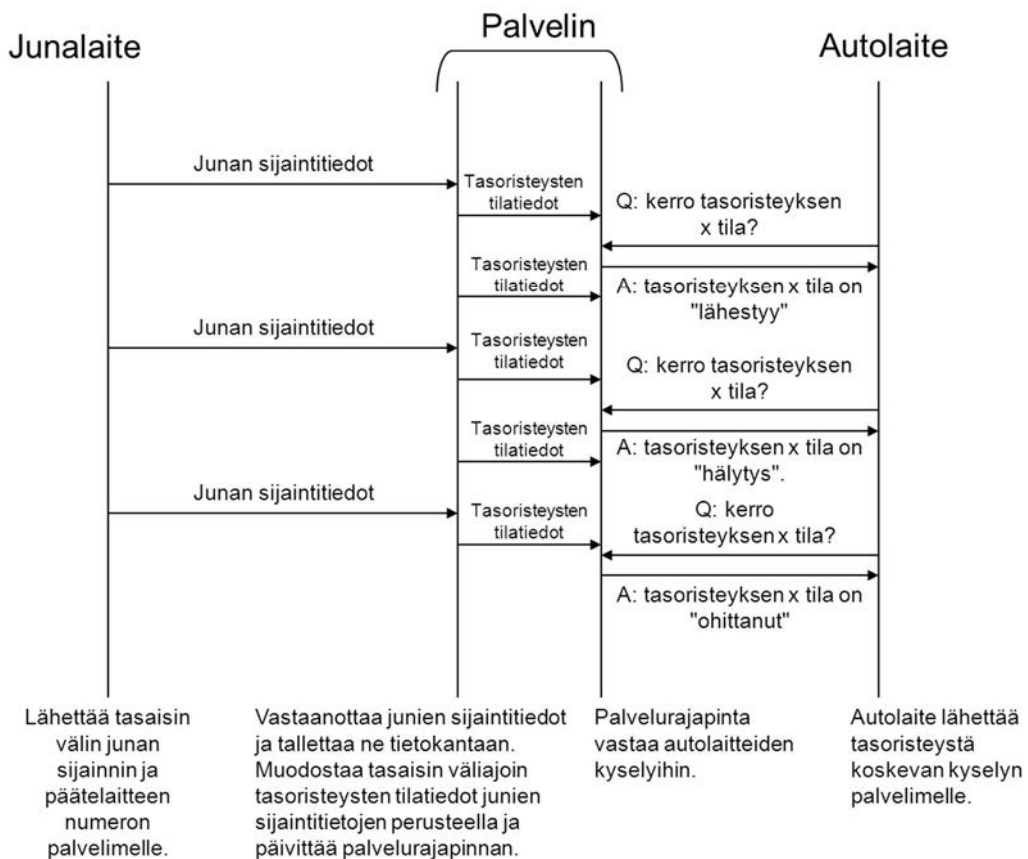 Junalaite
Palvelin
Autolaite
Junan sijaintitiedot
Tasoristeysten
tilatiedot
Q: kerro tasoristeyksen
x tila?
Tasoristeysten
tilatiedot
A: tasoristeyksen x tila on
"lähestyy"
Junan sijaintitiedot
Tasoristeysten
tilatiedot
Q: kerro tasoristeyksen
x tila?
Tasoristeysten
tilatiedot
A: tasoristeyksen x tila on
"hälytys".
Junan sijaintitiedot
Tasoristeysten
tilatiedot
Q: kerro
tasoristeyksen x tila?
A: tasoristeyksen x tila on
"ohittanut"
Lähettää tasaisin
välin junan
sijainnin ja
päätelaitteen
numeron
palvelimelle.
Vastaanottaa junien sijaintitiedot
ja tallettaa ne tietokantaan.
Muodostaa tasaisin väliajoin
tasoristeysten tilatiedot junien
sijaintitietojen perusteella ja
päivittää palvelurajapinnan.
Palvelurajapinta
vastaa autolaitteiden
kyselyihin.
Autolaite lähettää
tasoristeystä
koskevan kyselyn
palvelimelle.